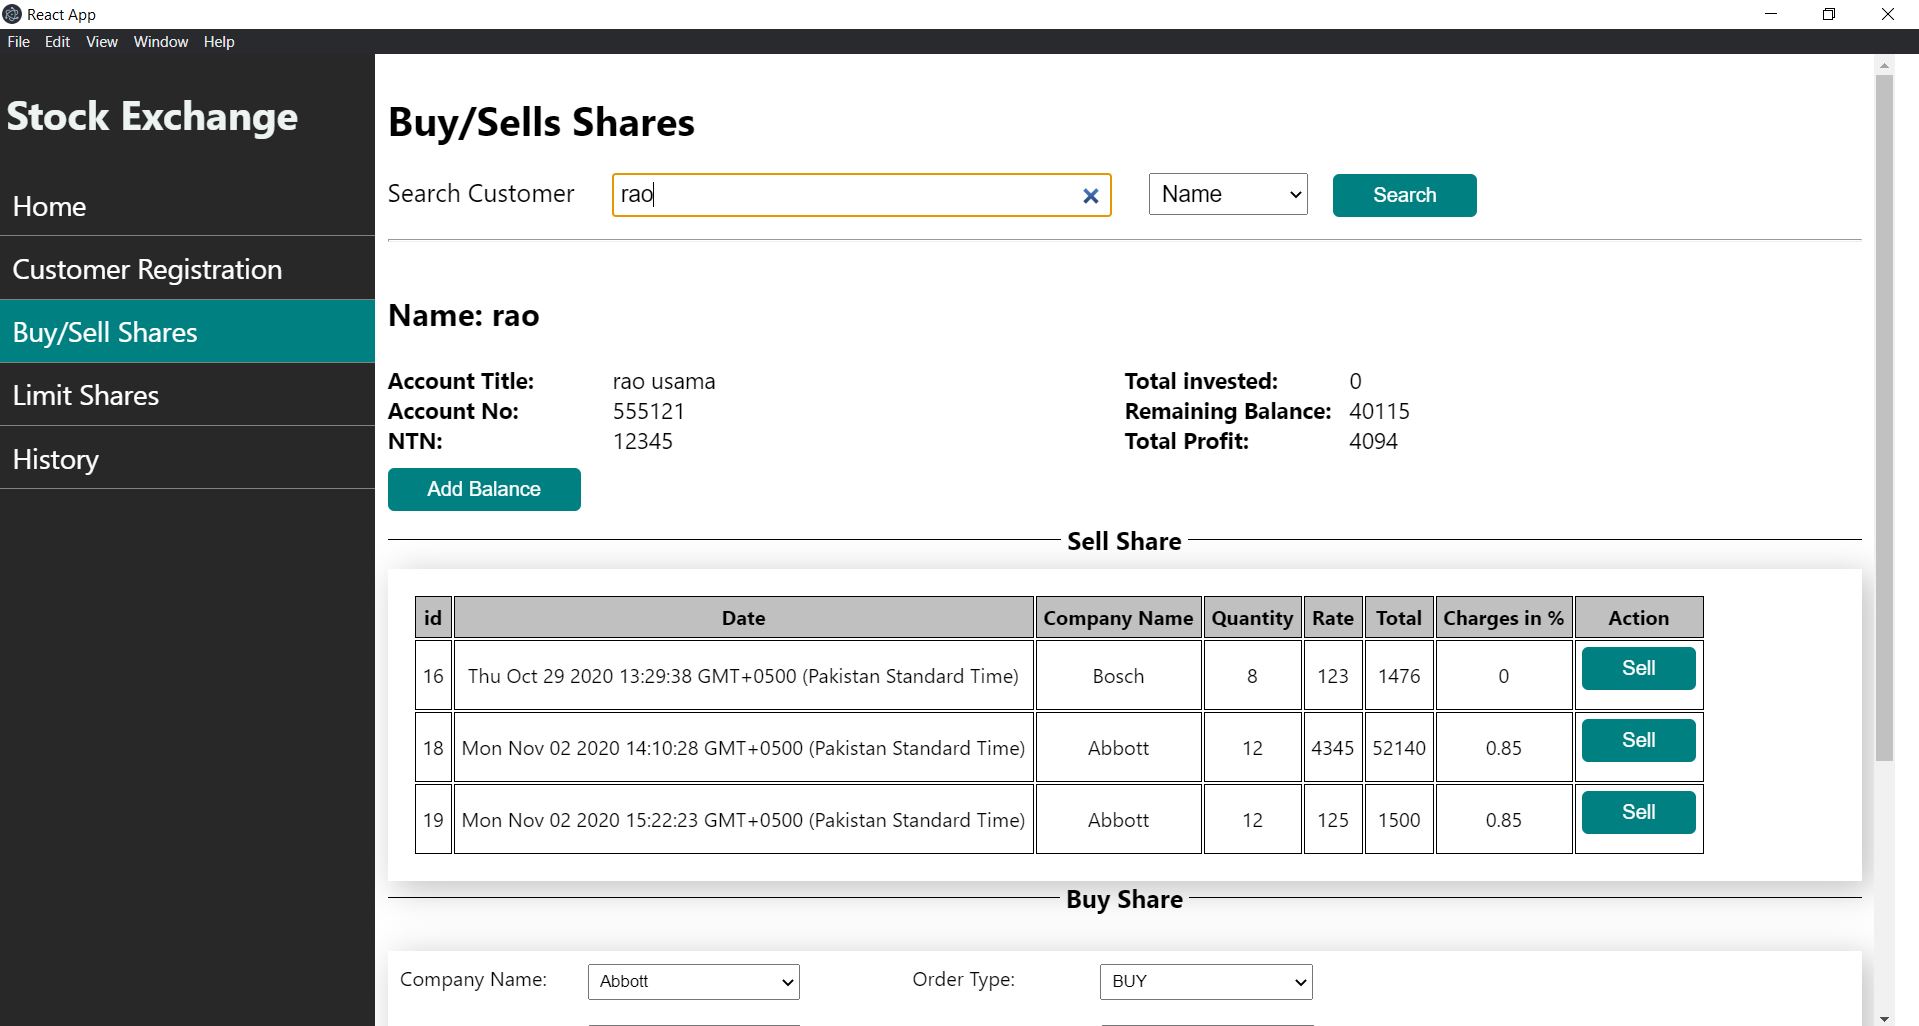 React App
File Edit View Window Help
Stock Exchange
Home
Customer Registration
Buy/Sell Shares
Limit Shares
History
Buy/Sells Shares
Search Customer rao Name Search
Name: rao
Account Title: rao usama Total invested: 0
Account No: 555121 Remaining Balance: 40115
NTN: 12345 Total Profit: 4094
Add Balance
Sell Share
id Date Company Name Quantity Rate Total Charges in % Action
16 Thu Oct 29 2020 13:29:38 GMT+0500 (Pakistan Standard Time) Bosch 8 123 1476 0 Sell
18 Mon Nov 02 2020 14:10:28 GMT+0500 (Pakistan Standard Time) Abbott 12 4345 52140 0.85 Sell
19 Mon Nov 02 2020 15:22:23 GMT+0500 (Pakistan Standard Time) Abbott 12 125 1500 0.85 Sell
Buy Share
Company Name: Abbott Order Type: BUY